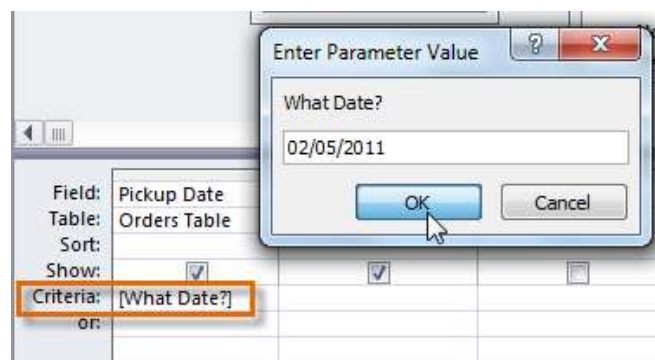 Enter Parameter Value
What Date?
02/05/2011
OK
Cancel
Field: Pickup Date
Table: Orders Table
Sort:
Show:
Criteria: [What Date?]
or: